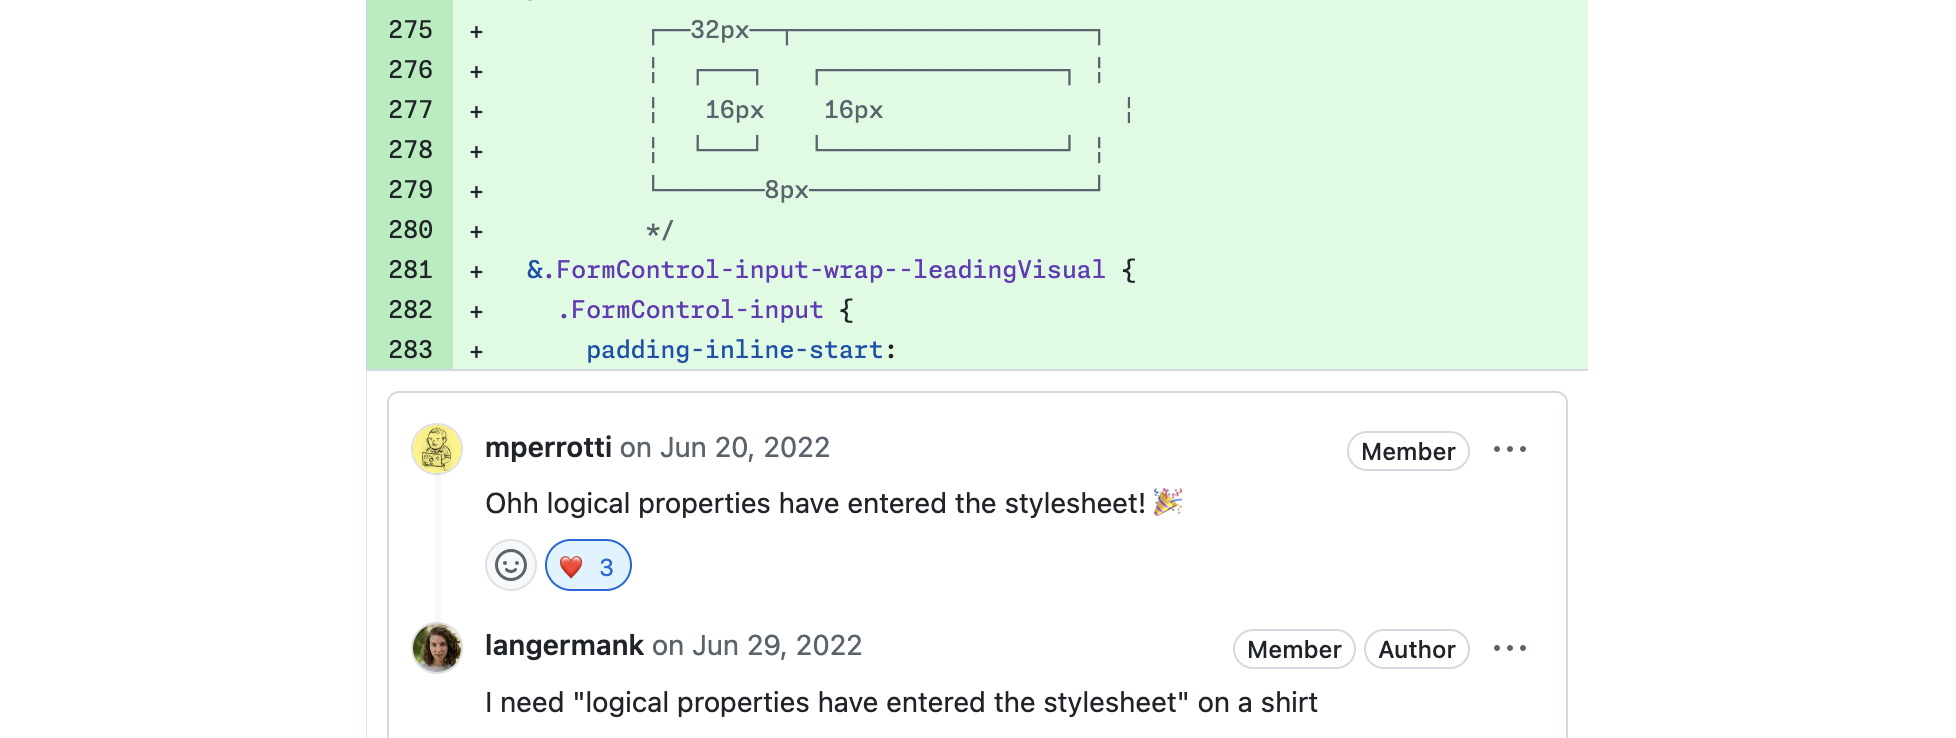 275 + ┌──32px──┬─────────────────────┐
276 + ╎ ┌───┐ ┌─────────────────┐ ╎
277 + ╎ 16px 16px ╎
278 + ╎ └───┘ └─────────────────┘ ╎
279 + └───────8px────────────────────┘
280 + */
281 + &.FormControl-input-wrap--leadingVisual {
282 + .FormControl-input {
283 + padding-inline-start:
mperrotti on Jun 20, 2022 Member ···
Ohh logical properties have entered the stylesheet! 🎉
❤️ 3
langermank on Jun 29, 2022 Member Author ···
I need "logical properties have entered the stylesheet" on a shirt